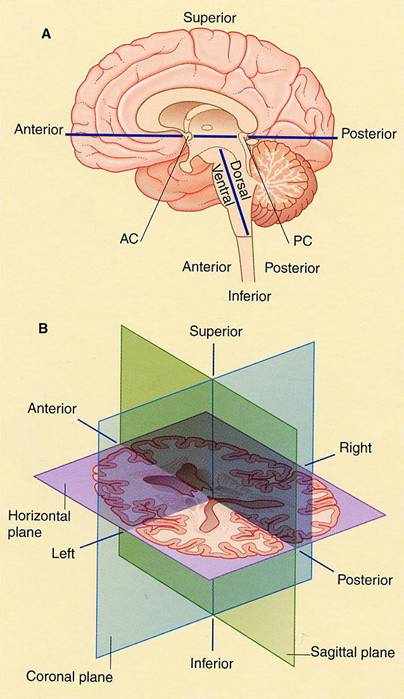 Superior
A
Anterior
Posterior
Dorsal
Ventral
AC
PC
Anterior
Posterior
Inferior
B
Superior
Anterior
Right
Horizontal
plane
Left
Posterior
Inferior
Sagittal plane
Coronal plane